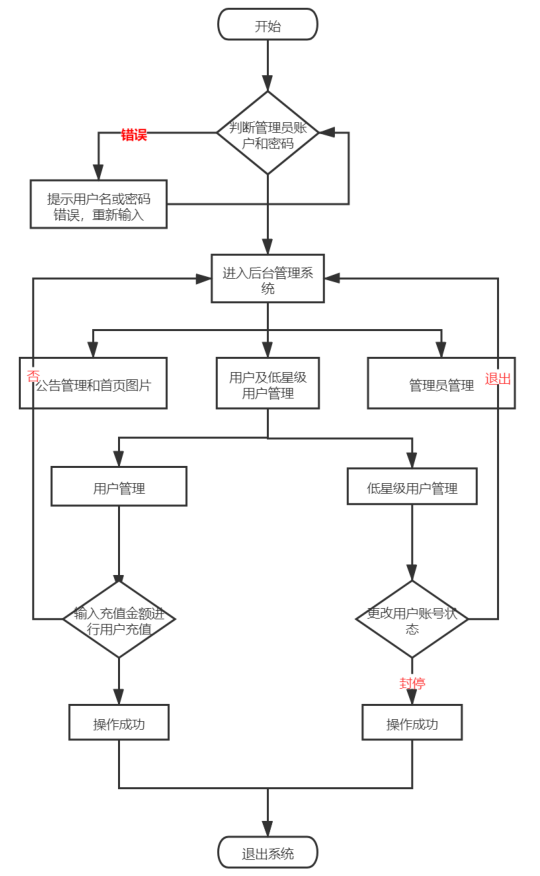 开始
判断管理员账
户和密码
错误
提示用户名或密码
错误，重新输入
进入后台管理系
统
否
公告管理和首页图片
用户及低星级
用户管理
管理员管理
退出
用户管理
低星级用户管理
输入充值金额进
行用户充值
更改用户账号状
态
封停
操作成功
操作成功
退出系统